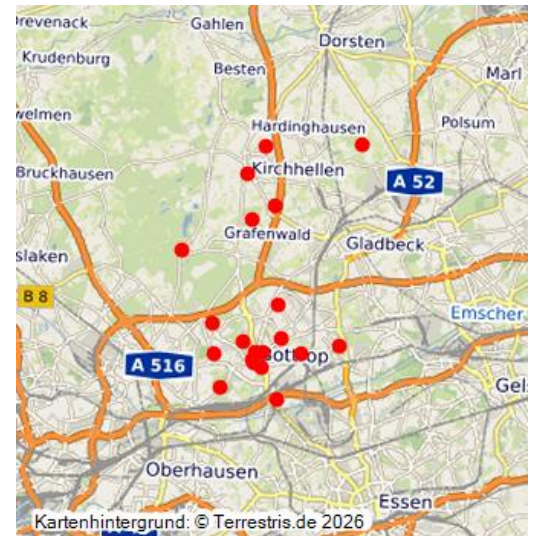 Drevenack
Gahlen
Dorsten
Krudenburg
Besten
Marl
welmen
Hardinghausen
Polsum
Bruckhausen
Kirchhellen
A 52
Grafenwald
Gladbeck
slaken
B 8
Emscher
Bottrop
A 516
Gels
Oberhausen
Essen
Kartenhintergrund: © Terrestris.de 2026